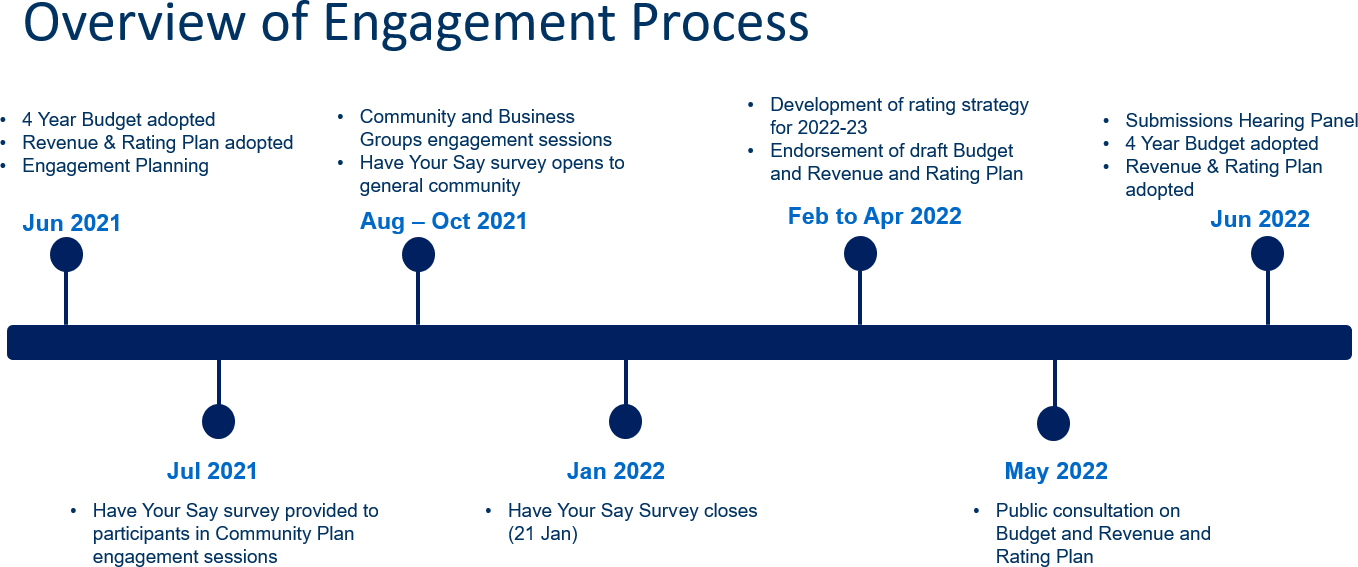 Overview of Engagement Process
• 4 Year Budget adopted
• Revenue & Rating Plan adopted
• Engagement Planning
Jun 2021
• Community and Business
Groups engagement sessions
• Have Your Say survey opens to
general community
Aug – Oct 2021
• Development of rating strategy
for 2022-23
• Endorsement of draft Budget
and Revenue and Rating Plan
Feb to Apr 2022
• Submissions Hearing Panel
• 4 Year Budget adopted
• Revenue & Rating Plan
adopted
Jun 2022
Jul 2021
• Have Your Say survey provided to
participants in Community Plan
engagement sessions
Jan 2022
• Have Your Say Survey closes
(21 Jan)
May 2022
• Public consultation on
Budget and Revenue and
Rating Plan